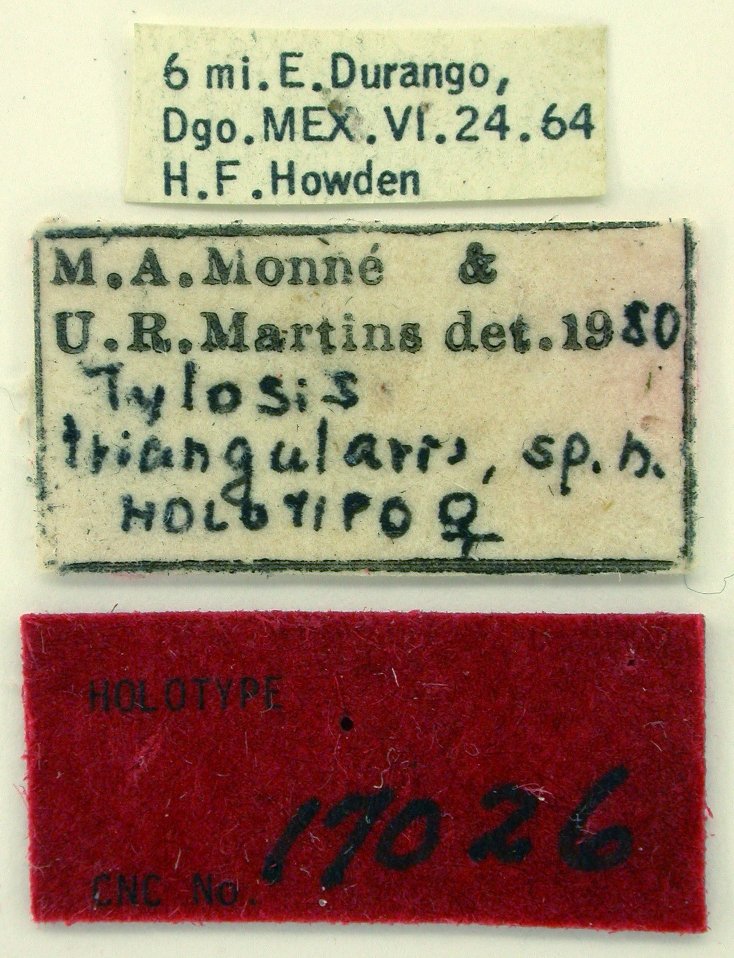 6 mi.E.Durango,
Dgo.MEX.VI.24.64
H.F.Howden
M.A.Monné &
U.R.Martins det.1980
Tylosis
triangularis, sp.n.
HOLOTIPO ♀
HOLOTYPE
CNC No. 17026